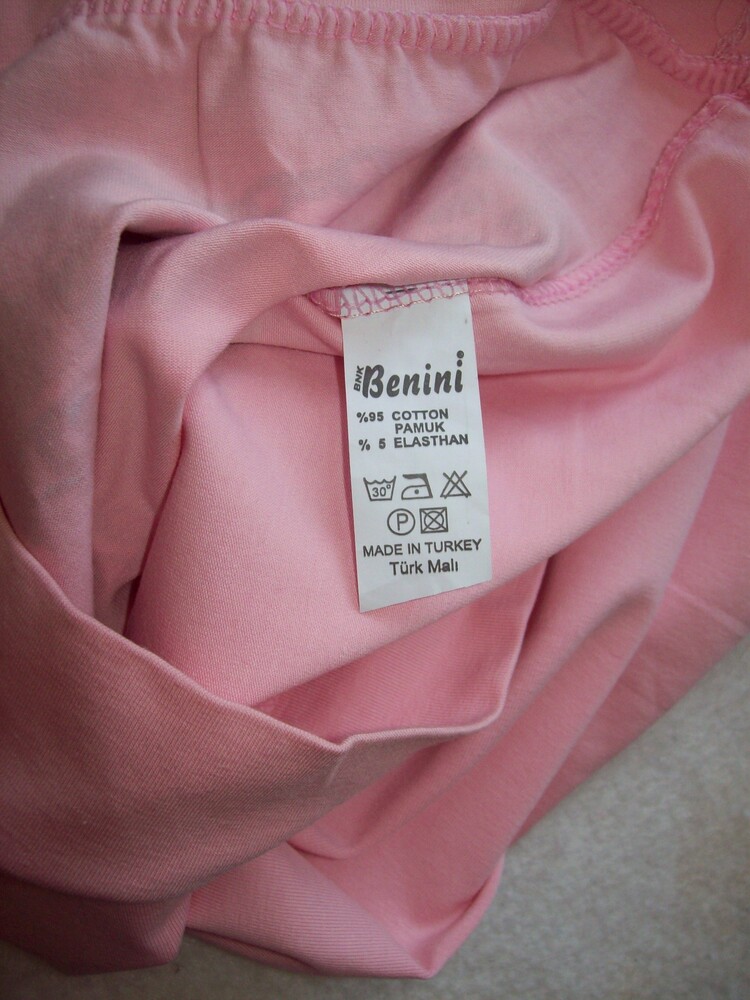 BNK Benini
%95 COTTON
PAMUK
% 5 ELASTHAN
30°
P
MADE IN TURKEY
Türk Malı